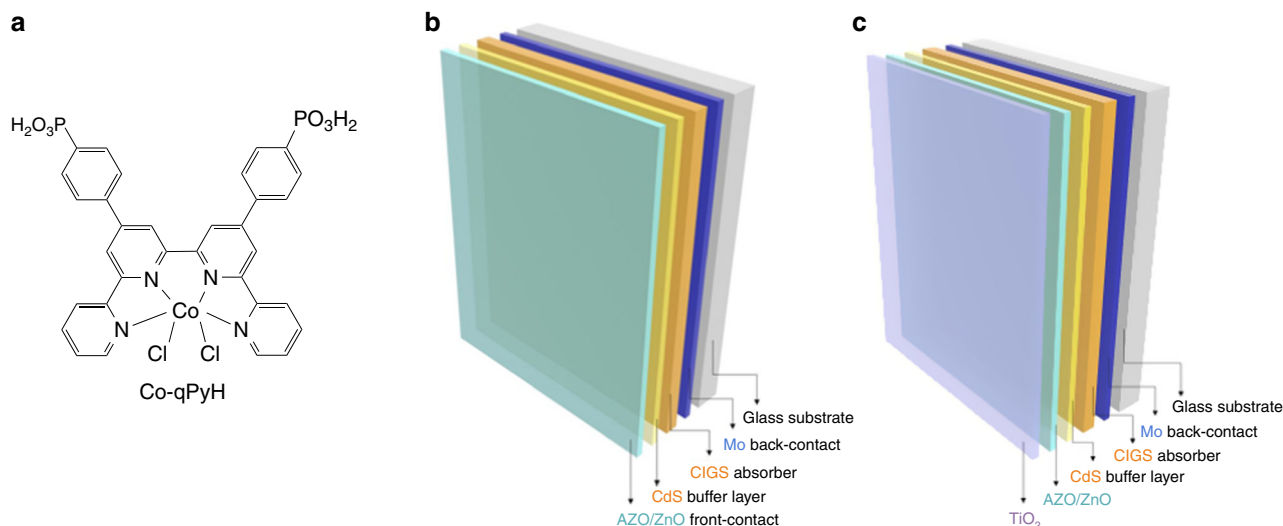 a
H₂O₃P
PO₃H₂
N
N
N
Co
N
Cl
Cl
Co-qPyH
b
Glass substrate
Mo back-contact
CIGS absorber
CdS buffer layer
AZO/ZnO front-contact
c
Glass substrate
Mo back-contact
CIGS absorber
CdS buffer layer
AZO/ZnO
TiO₂